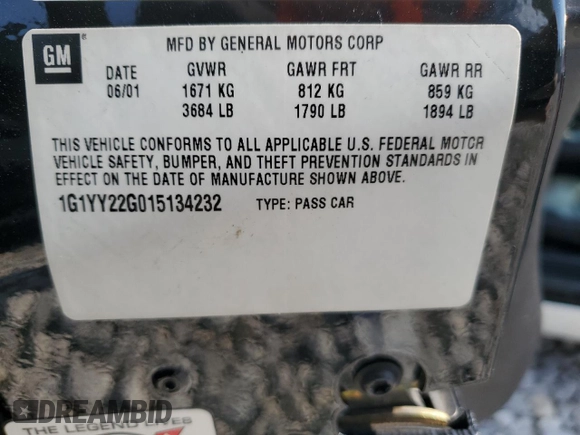 GM
MFD BY GENERAL MOTORS CORP
DATE GVWR GAWR FRT GAWR RR
06/01 1671 KG 812 KG 859 KG
3684 LB 1790 LB 1894 LB
THIS VEHICLE CONFORMS TO ALL APPLICABLE U.S. FEDERAL MOTOR
VEHICLE SAFETY, BUMPER, AND THEFT PREVENTION STANDARDS IN
EFFECT ON THE DATE OF MANUFACTURE SHOWN ABOVE.
1G1YY22G015134232 TYPE: PASS CAR
THE LEGEND LIVES
DREAMBID